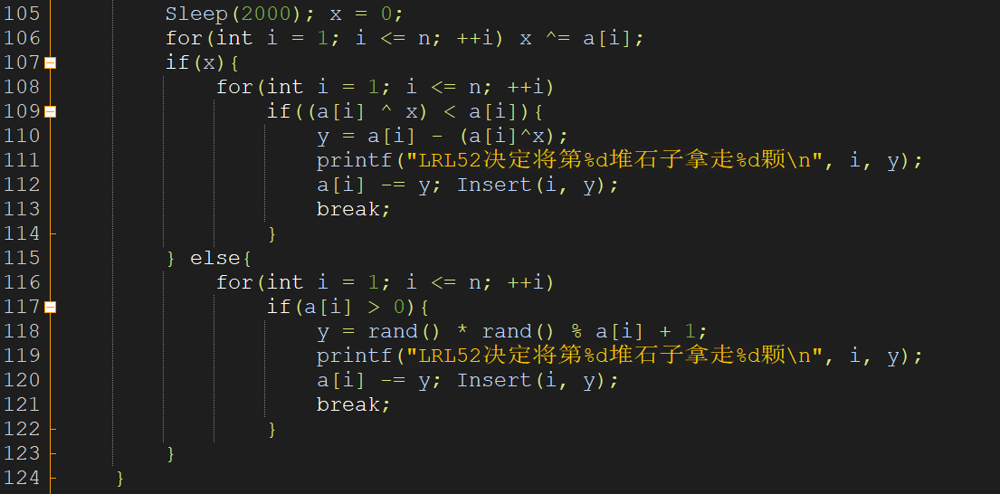 105 Sleep(2000); x = 0;
106 for(int i = 1; i <= n; ++i) x ^= a[i];
107 if(x){
108 for(int i = 1; i <= n; ++i)
109 if((a[i] ^ x) < a[i]){
110 y = a[i] - (a[i]^x);
111 printf("LRL52决定将第%d堆石子拿走%d颗\n", i, y);
112 a[i] -= y; Insert(i, y);
113 break;
114 }
115 } else{
116 for(int i = 1; i <= n; ++i)
117 if(a[i] > 0){
118 y = rand() * rand() % a[i] + 1;
119 printf("LRL52决定将第%d堆石子拿走%d颗\n", i, y);
120 a[i] -= y; Insert(i, y);
121 break;
122 }
123 }
124 }